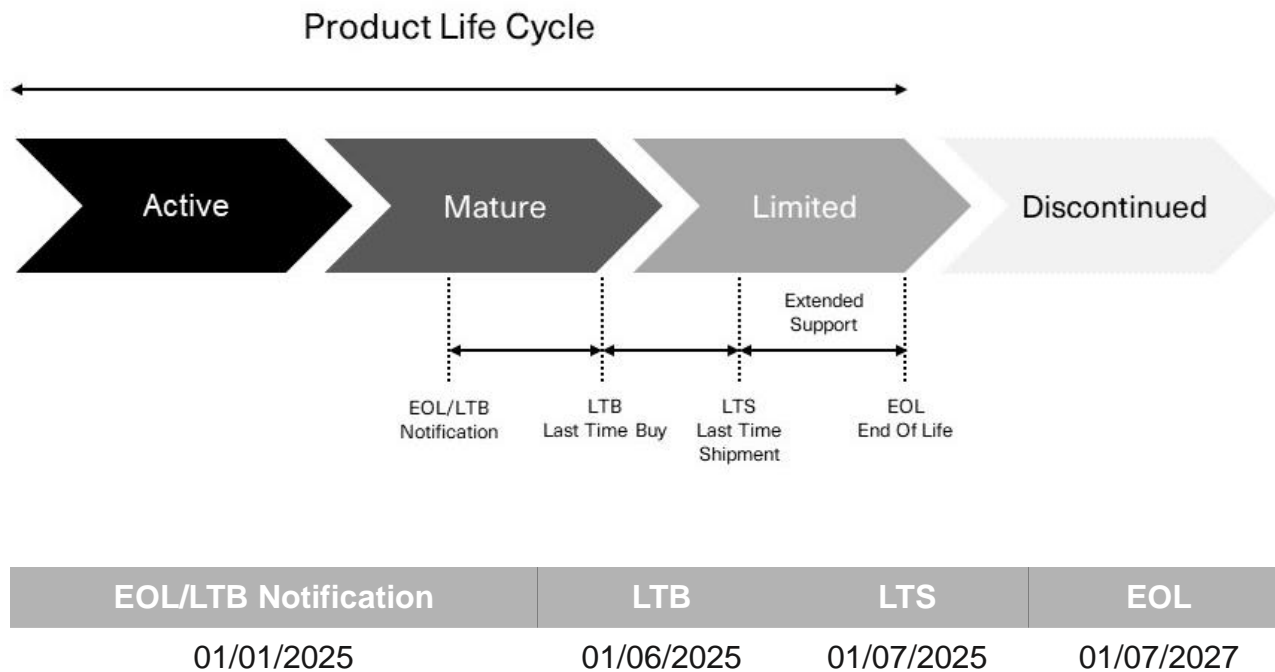 Product Life Cycle
Active
Mature
Limited
Discontinued
Extended
Support
EOL/LTB
Notification
LTB
Last Time Buy
LTS
Last Time
Shipment
EOL
End Of Life
EOL/LTB Notification LTB LTS EOL
01/01/2025 01/06/2025 01/07/2025 01/07/2027